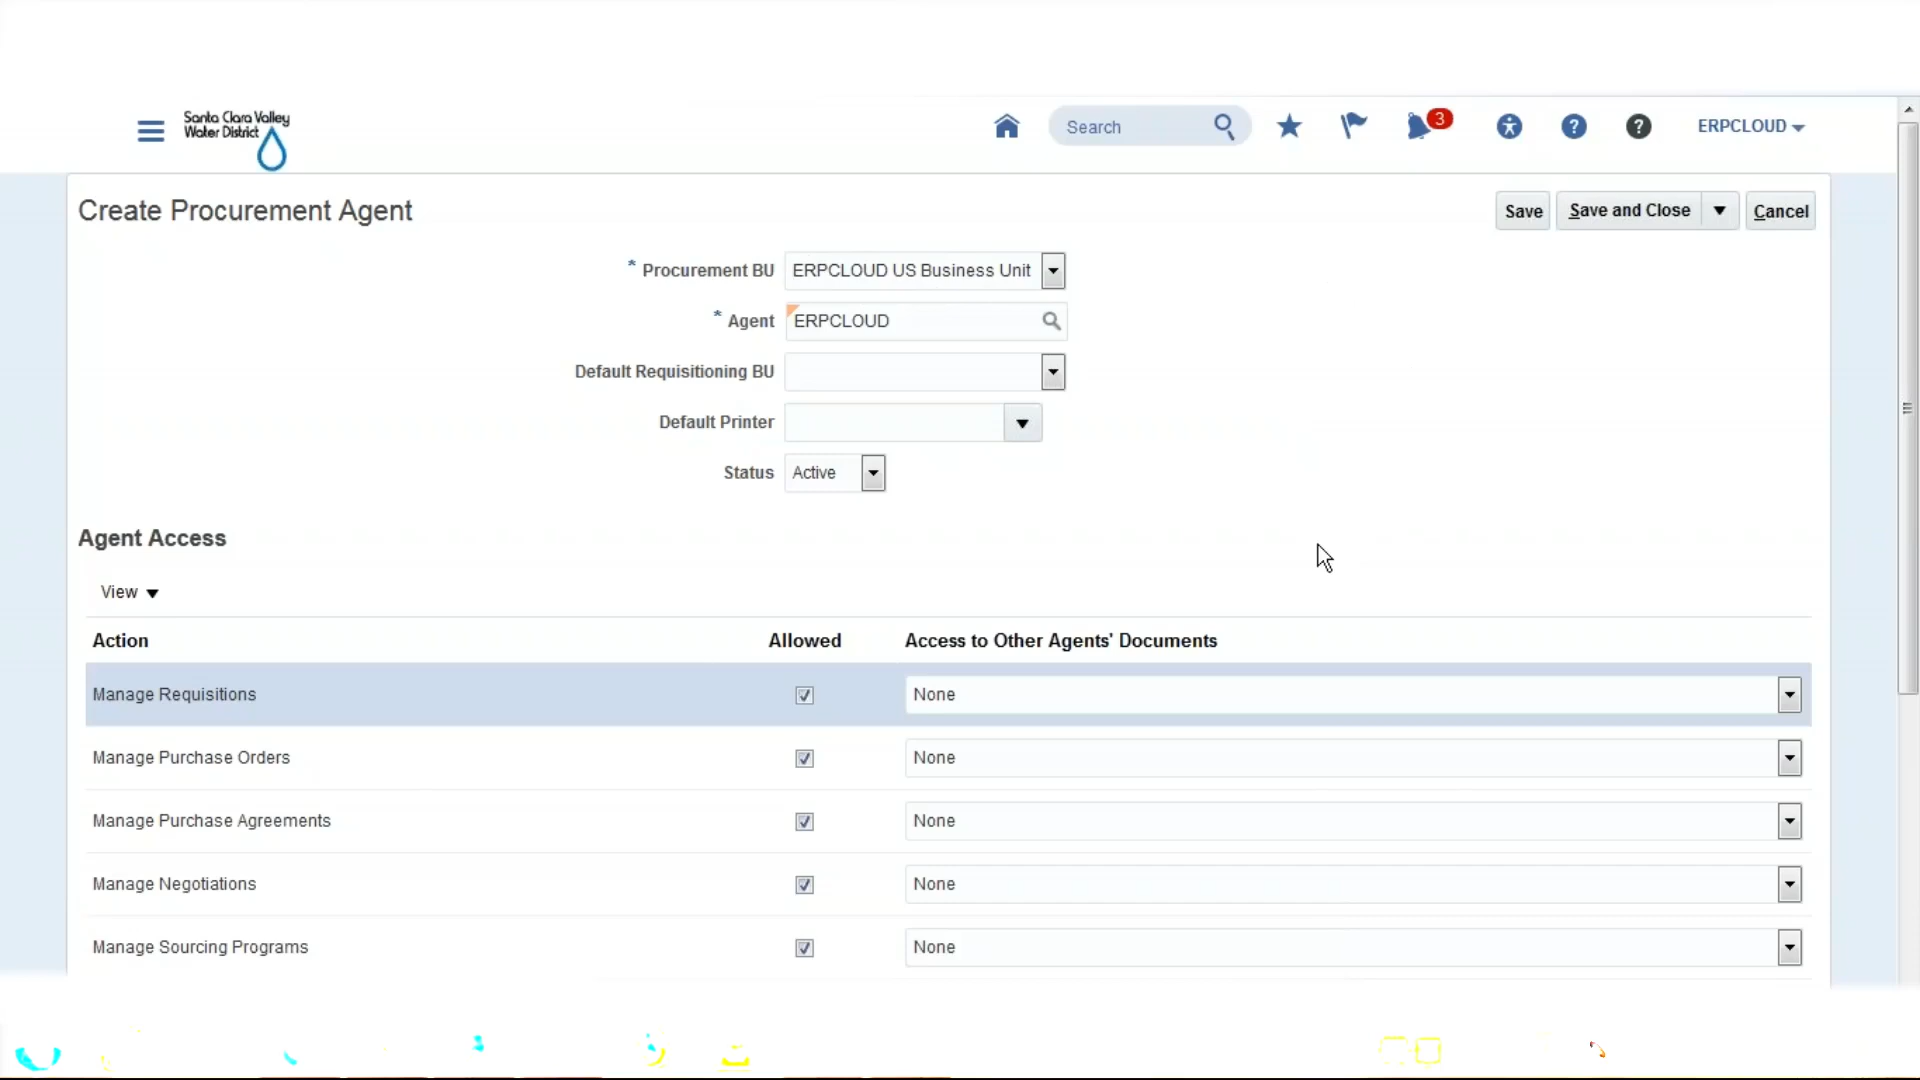 Santa Clara Valley
Water District
Search
3
?
?
ERPCLOUD
Create Procurement Agent
Save
Save and Close
Cancel
* Procurement BU ERPCLOUD US Business Unit
* Agent ERPCLOUD
Default Requisitioning BU
Default Printer
Status Active
Agent Access
View
Action Allowed Access to Other Agents' Documents
Manage Requisitions None
Manage Purchase Orders None
Manage Purchase Agreements None
Manage Negotiations None
Manage Sourcing Programs None